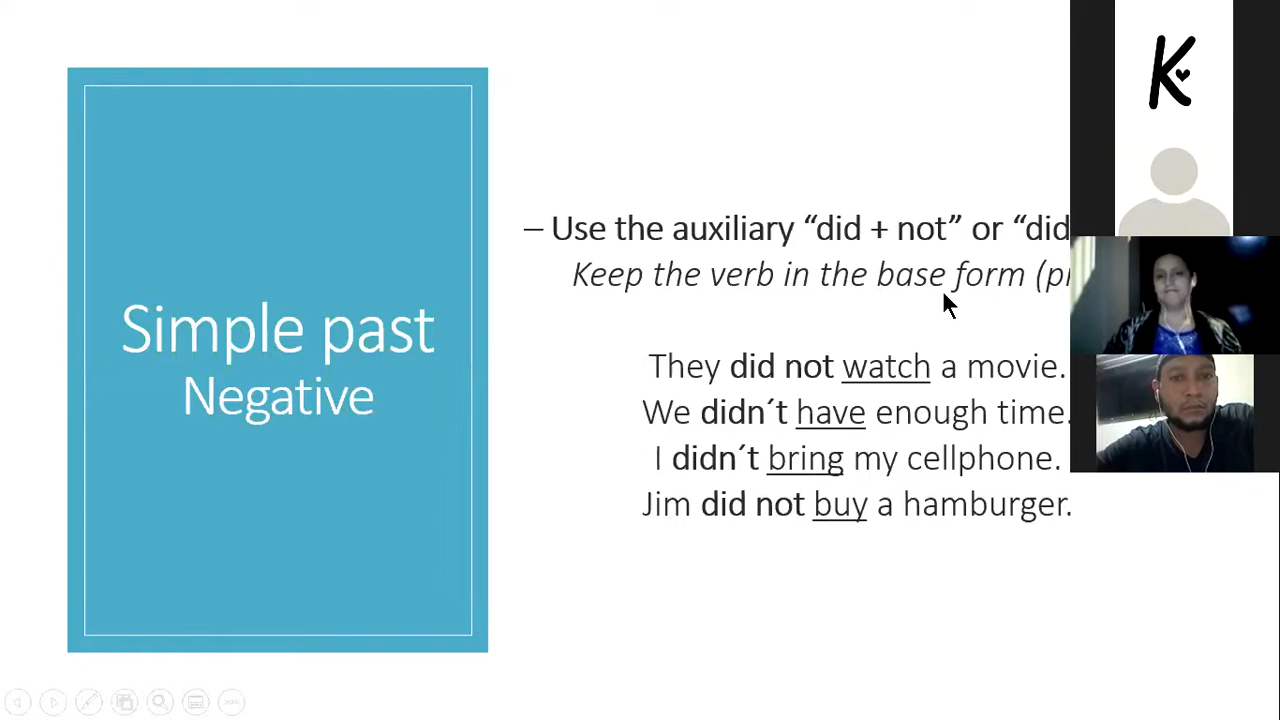 K
Simple past
Negative
– Use the auxiliary “did + not” or “did
Keep the verb in the base form (
They did not watch a movie.
We didn´t have enough time.
I didn´t bring my cellphone.
Jim did not buy a hamburger.